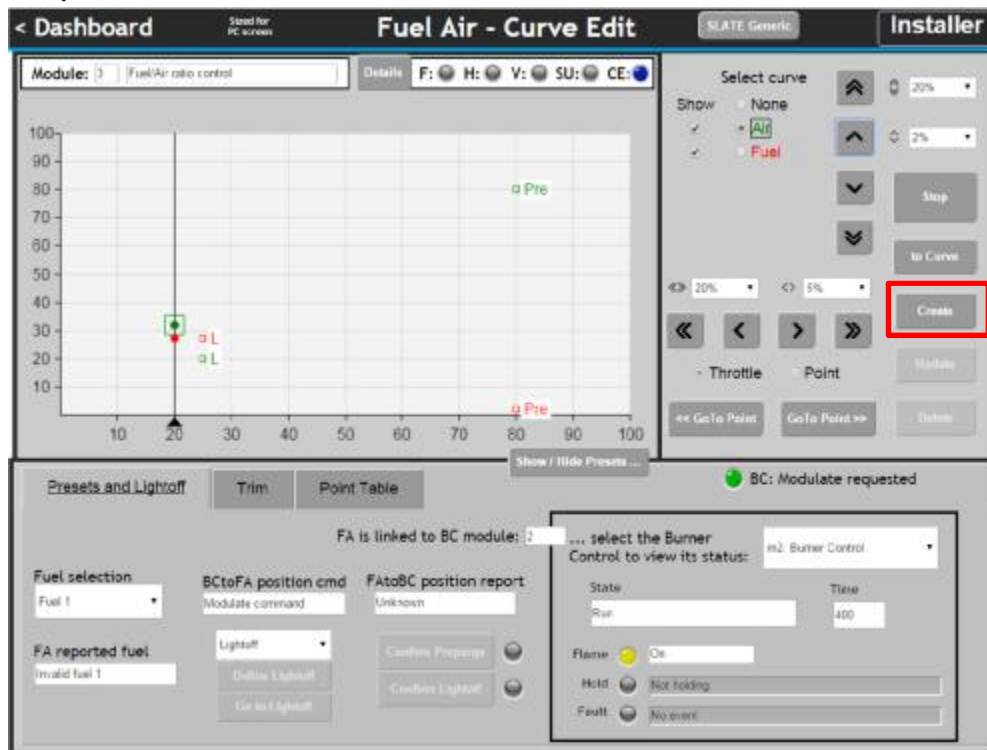 < Dashboard
Sized for
PC screen
Fuel Air - Curve Edit
SLATE Generic
Installer
Module: 3 Fuel/Air ratio control
Details
F: H: V: SU: CE:
Select curve
Show None
Air
Fuel
20%
2%
Stop
to Curve
Create
20% 5%
« < > »
Throttle Point
<< GoTo Point
GoTo Point >>
Delete
100
90
80
70
60
50
40
30
20
10
Pre
L
L
Pre
10 20 30 40 50 60 70 80 90 100
Show / Hide Presets ...
BC: Modulate requested
Presets and Lightoff
Trim
Point Table
FA is linked to BC module: 2
... select the Burner
Control to view its status:
m2: Burner Control
Fuel selection
Fuel 1
BCtoFA position cmd
Modulate command
FAtoBC position report
Unknown
State
Run
Time
400
FA reported fuel
Invalid fuel 1
Lightoff
Define Lightoff
Go to Lightoff
Confirm Prepurge
Confirm Lightoff
Flame On
Hold Not holding
Fault No event